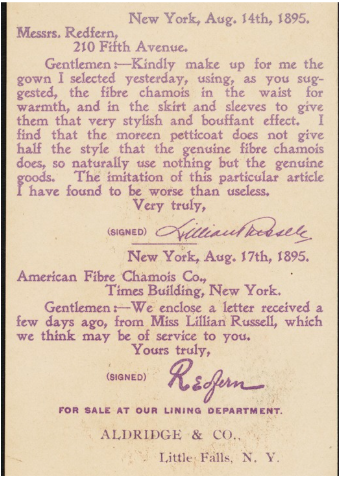 New York, Aug. 14th, 1895.
Messrs. Redfern,
210 Fifth Avenue.
Gentlemen:—Kindly make up for me the
gown I selected yesterday, using, as you sug-
gested, the fibre chamois in the waist for
warmth, and in the skirt and sleeves to give
them that very stylish and bouffant effect. I
find that the moreen petticoat does not give
half the style that the genuine fibre chamois
does, so naturally use nothing but the genuine
goods. The imitation of this particular article
I have found to be worse than useless.
Very truly,
(SIGNED) Lillian Russell
New York, Aug. 17th, 1895.
American Fibre Chamois Co.,
Times Building, New York.
Gentlemen:—We enclose a letter received a
few days ago, from Miss Lillian Russell, which
we think may be of service to you.
Yours truly,
(SIGNED) Redfern
FOR SALE AT OUR LINING DEPARTMENT.
ALDRIDGE & CO.,
Little Falls, N. Y.